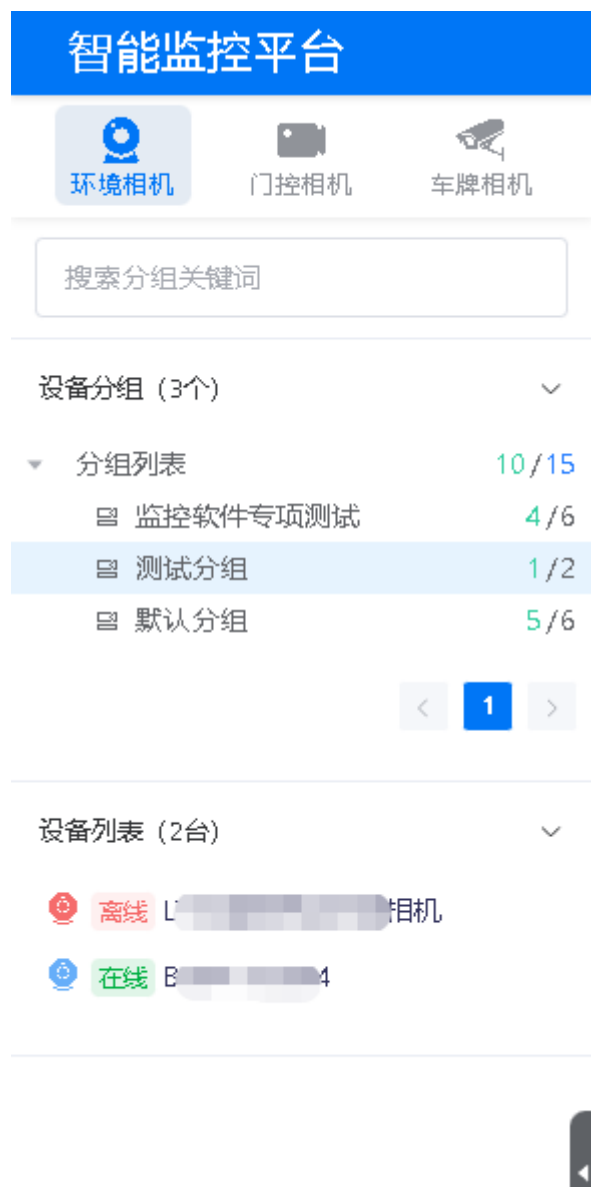 智能监控平台
环境相机 门控相机 车牌相机
搜索分组关键词
设备分组 (3个)
分组列表 10/15
监控软件专项测试 4/6
测试分组 1/2
默认分组 5/6
< 1 >
设备列表 (2台)
离线 相机
在线 B 4